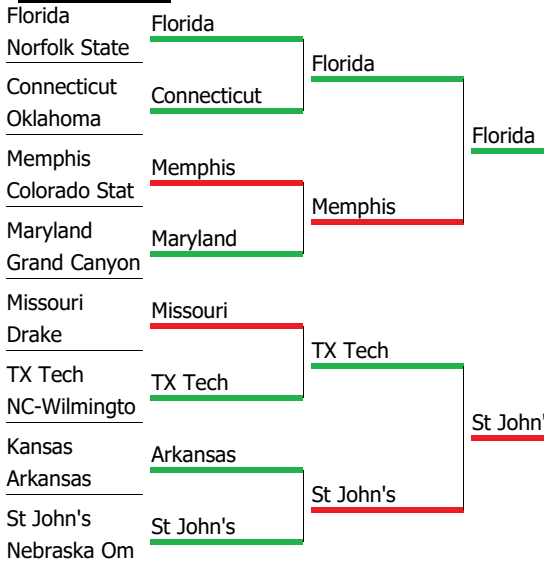 Florida
Norfolk State
Connecticut
Oklahoma
Memphis
Colorado Stat
Maryland
Grand Canyon
Missouri
Drake
TX Tech
NC-Wilmingto
Kansas
Arkansas
St John's
Nebraska Om
Florida
Connecticut
Memphis
Maryland
Missouri
TX Tech
Arkansas
St John's
Florida
Memphis
TX Tech
St John's
Florida
St John'